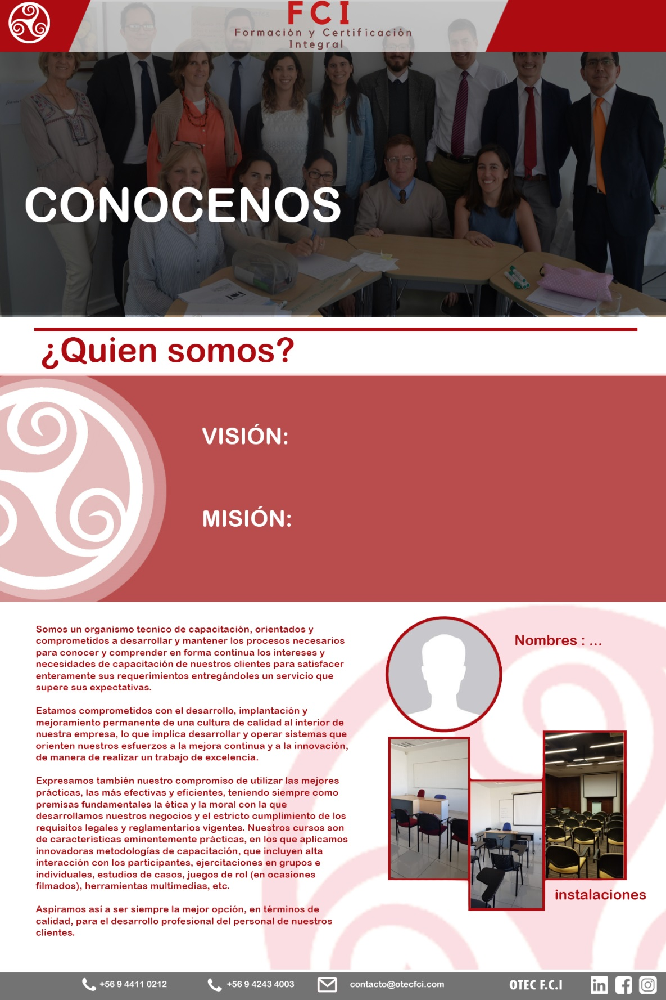 FCI
Formación y Certificación
Integral
CONOCENOS
¿Quien somos?
VISIÓN:
MISIÓN:
Somos un organismo tecnico de capacitación, orientados y
comprometidos a desarrollar y mantener los procesos necesarios
para conocer y comprender en forma continua los intereses y
necesidades de capacitación de nuestros clientes para satisfacer
enteramente sus requerimientos entregándoles un servicio que
supere sus expectativas.
Estamos comprometidos con el desarrollo, implantación y
mejoramiento permanente de una cultura de calidad al interior de
nuestra empresa, lo que implica desarrollar y operar sistemas que
orienten nuestros esfuerzos a la mejora continua y a la innovación,
de manera de realizar un trabajo de excelencia.
Expresamos también nuestro compromiso de utilizar las mejores
prácticas, las más efectivas y eficientes, teniendo siempre como
premisas fundamentales la ética y la moral con la que
desarrollamos nuestros negocios y el estricto cumplimiento de los
requisitos legales y reglamentarios vigentes. Nuestros cursos son
de características eminentemente prácticas, en los que aplicamos
innovadoras metodologías de capacitación, que incluyen alta
interacción con los participantes, ejercitaciones en grupos e
individuales, estudios de casos, juegos de rol (en ocasiones
filmados), herramientas multimedias, etc.
Aspiramos así a ser siempre la mejor opción, en términos de
calidad, para el desarrollo profesional del personal de nuestros
clientes.
Nombres : ...
instalaciones
+56 9 4411 0212
+56 9 4243 4003
contacto@otecfci.com
OTEC F.C.I